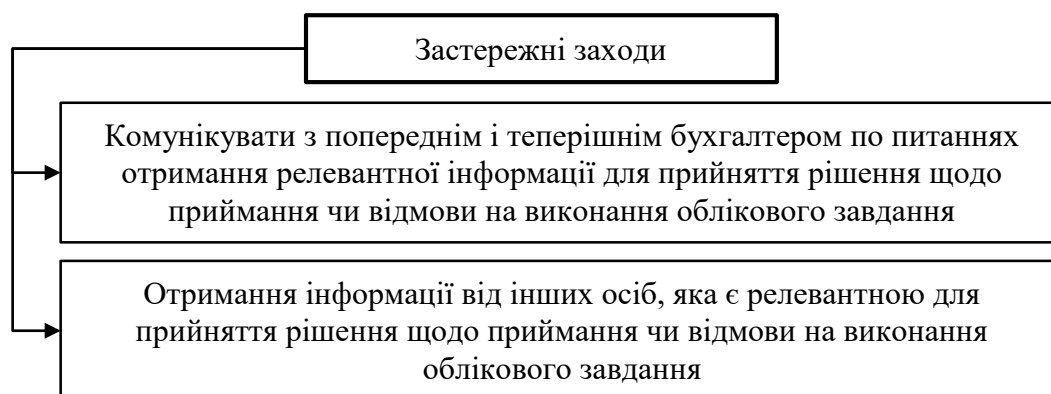 Застережні заходи
Комунікувати з попереднім і теперішнім бухгалтером по питаннях
отримання релевантної інформації для прийняття рішення щодо
приймання чи відмови на виконання облікового завдання
Отримання інформації від інших осіб, яка є релевантною для
прийняття рішення щодо приймання чи відмови на виконання
облікового завдання